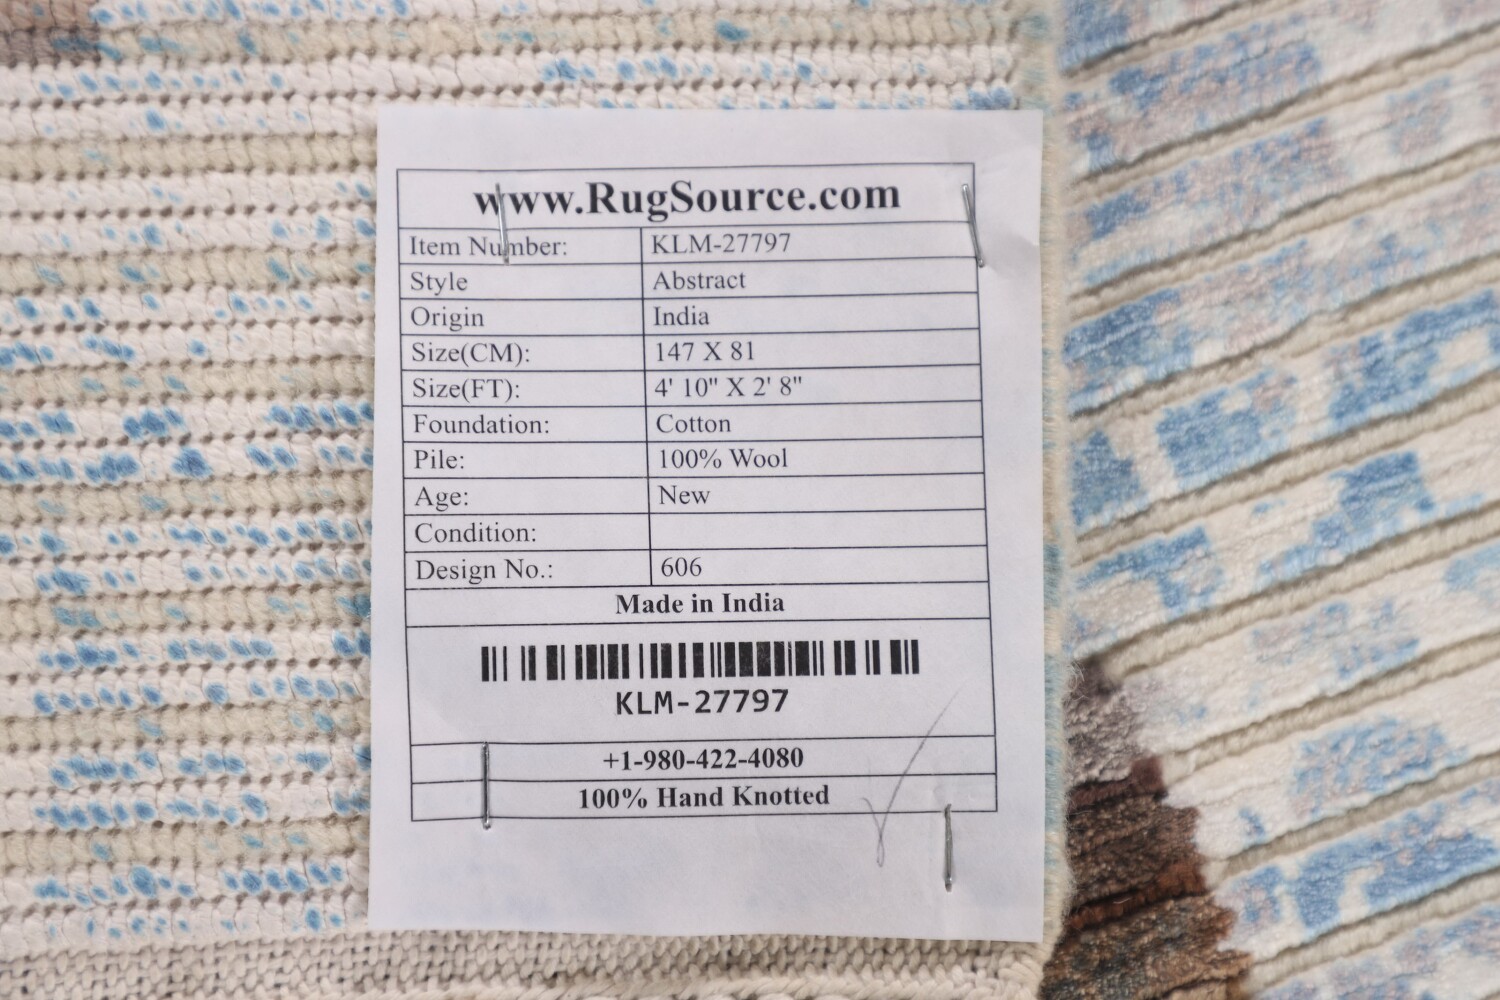 www.RugSource.com
Item Number: KLM-27797
Style Abstract
Origin India
Size(CM): 147 X 81
Size(FT): 4' 10" X 2' 8"
Foundation: Cotton
Pile: 100% Wool
Age: New
Condition:
Design No.: 606
Made in India
KLM-27797
+1-980-422-4080
100% Hand Knotted